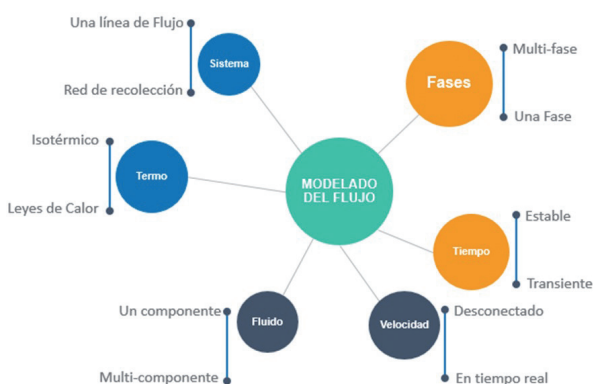 Una línea de Flujo
Sistema
Red de recolección
Fases
Multi-fase
Una Fase
Isotérmico
Termo
Leyes de Calor
MODELADO
DEL FLUJO
Estable
Tiempo
Transiente
Un componente
Fluido
Multi-componente
Velocidad
Desconectado
En tiempo real